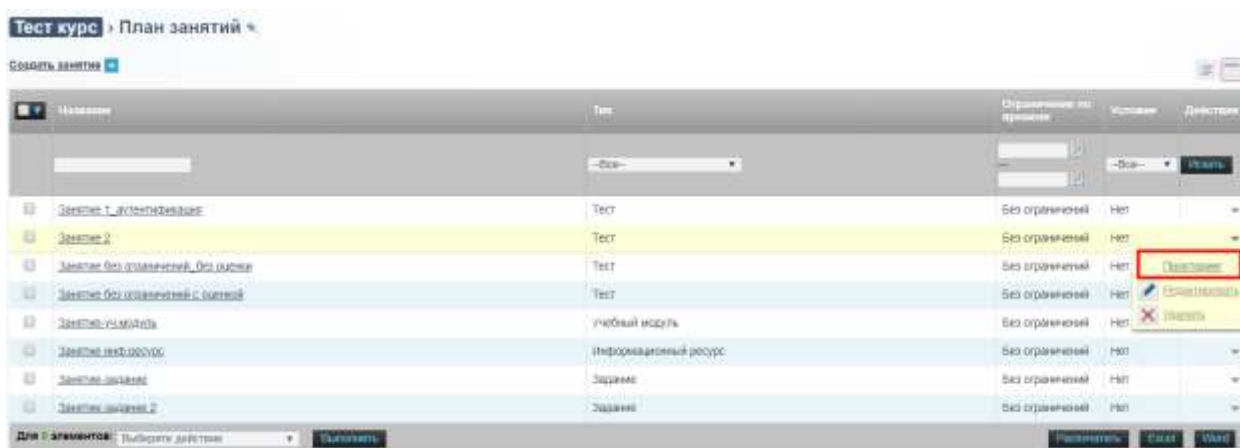 Тест курс > План занятий
Создать занятие
Название Тип Ограничение по времени Условие Действия
--Все-- --Все-- Искать
Занятие 1_аутентификация Тест Без ограничений Нет
Занятие 2 Тест Без ограничений Нет
Занятие без ограничений_без оценки Тест Без ограничений Нет
Занятие без ограничений с оценкой Тест Без ограничений Нет
Редактировать
Занятие-уч.модуль Учебный модуль Без ограничений Нет
Удалить
Занятие инф.ресурс Информационный ресурс Без ограничений Нет
Занятие-задание Задание Без ограничений Нет
Занятие задание 2 Задание Без ограничений Нет
Для элементов: Выберите действие Выполнить Распечатать Excel Word